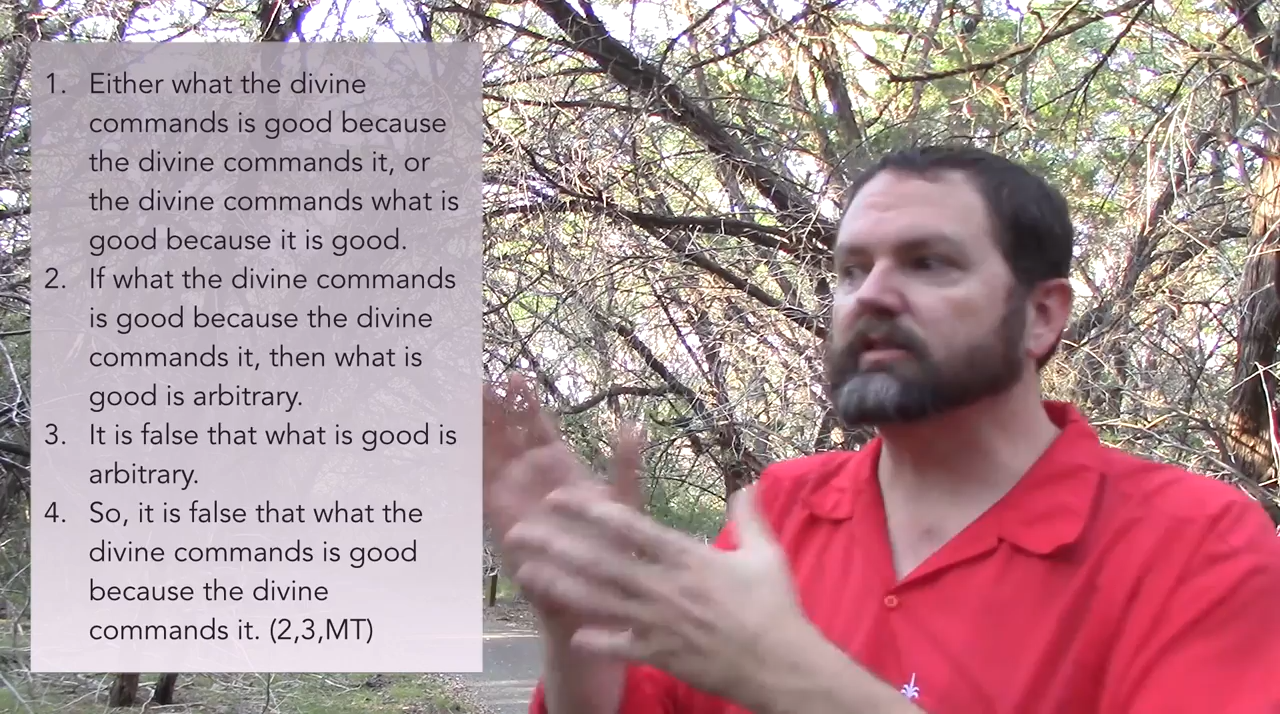 1. Either what the divine
commands is good because
the divine commands it, or
the divine commands what is
good because it is good.
2. If what the divine commands
is good because the divine
commands it, then what is
good is arbitrary.
3. It is false that what is good is
arbitrary.
4. So, it is false that what the
divine commands is good
because the divine
commands it. (2,3,MT)